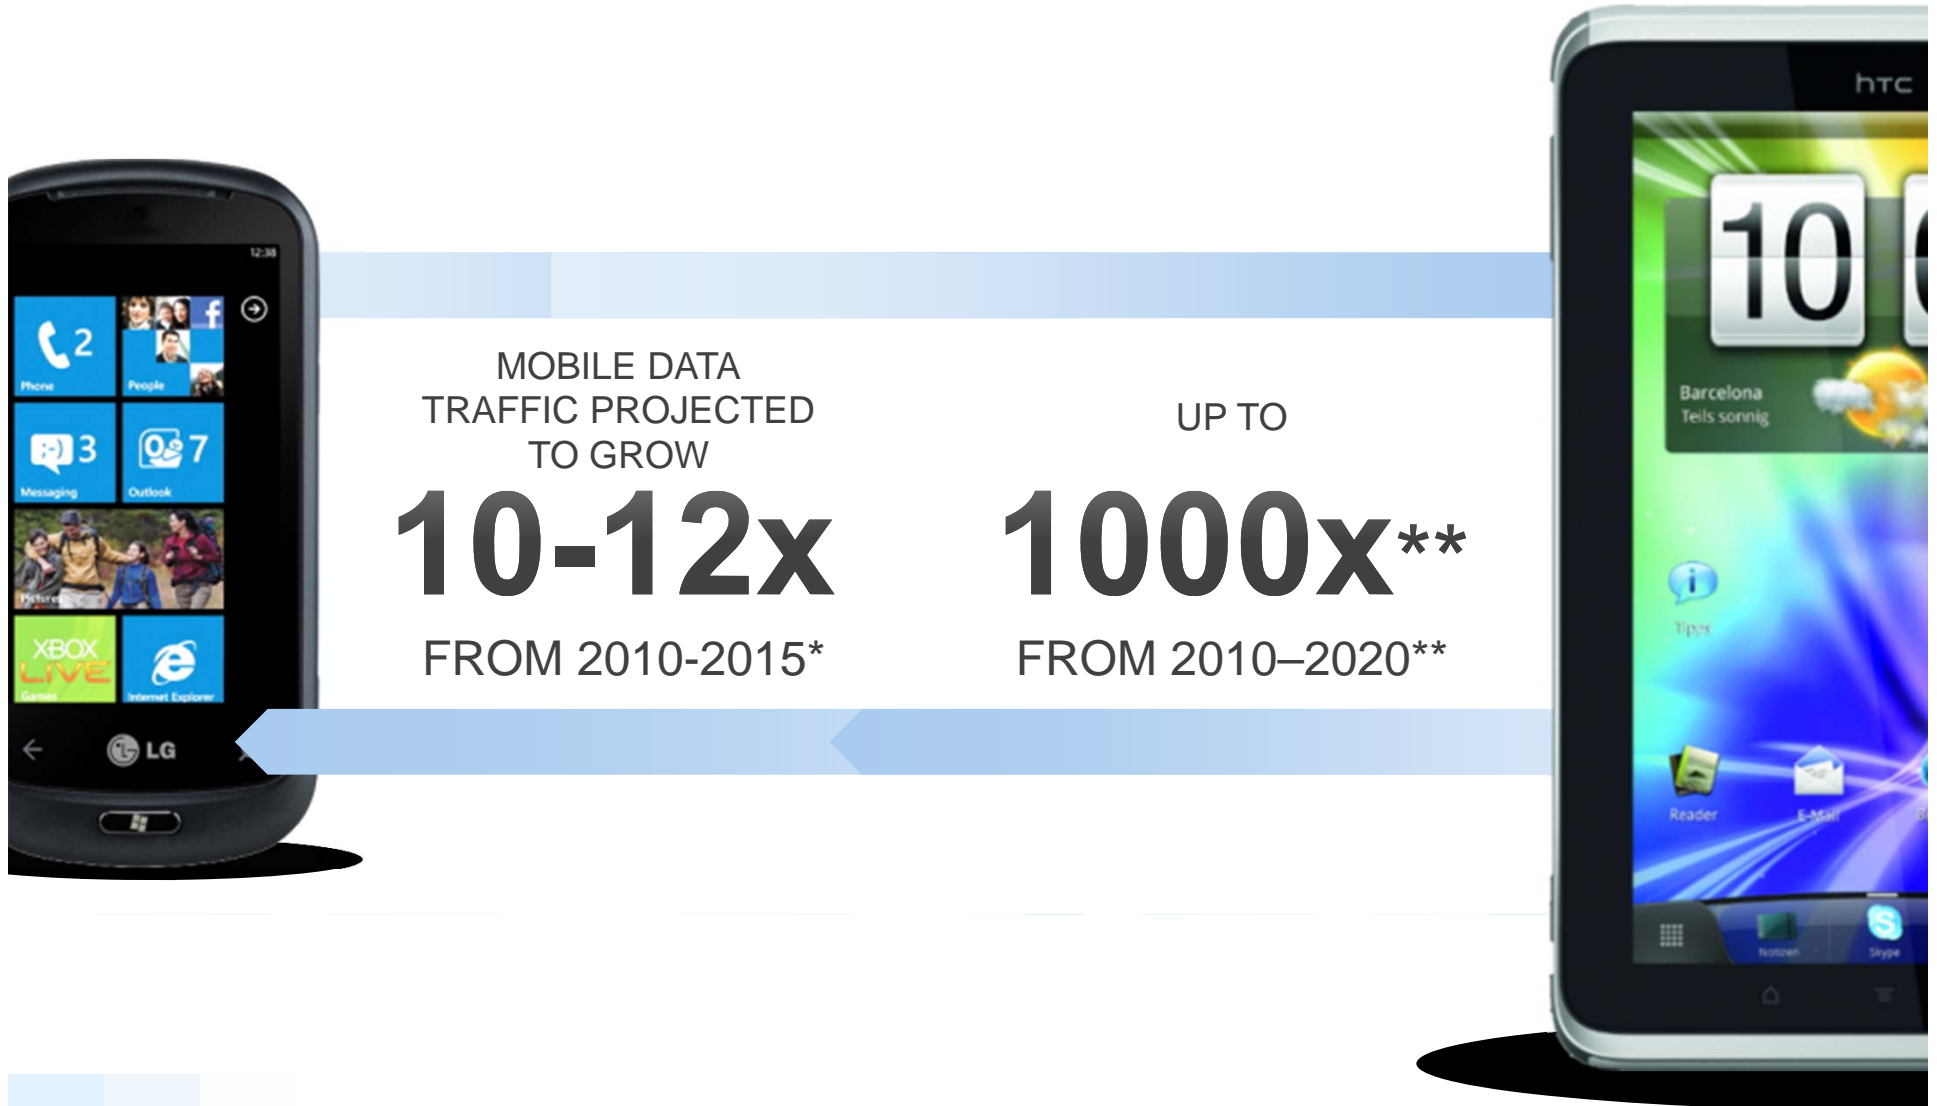 12:38
2
Phone
f
People
3
Messaging
7
Outlook
Pictures
XBOX
LIVE
Games
Internet Explorer
LG
MOBILE DATA
TRAFFIC PROJECTED
TO GROW
10-12x
FROM 2010-2015*
UP TO
1000x**
FROM 2010–2020**
hTC
10
Barcelona
Teils sonnig
i
Tipps
Reader
E-Mail
Notizen
Skype